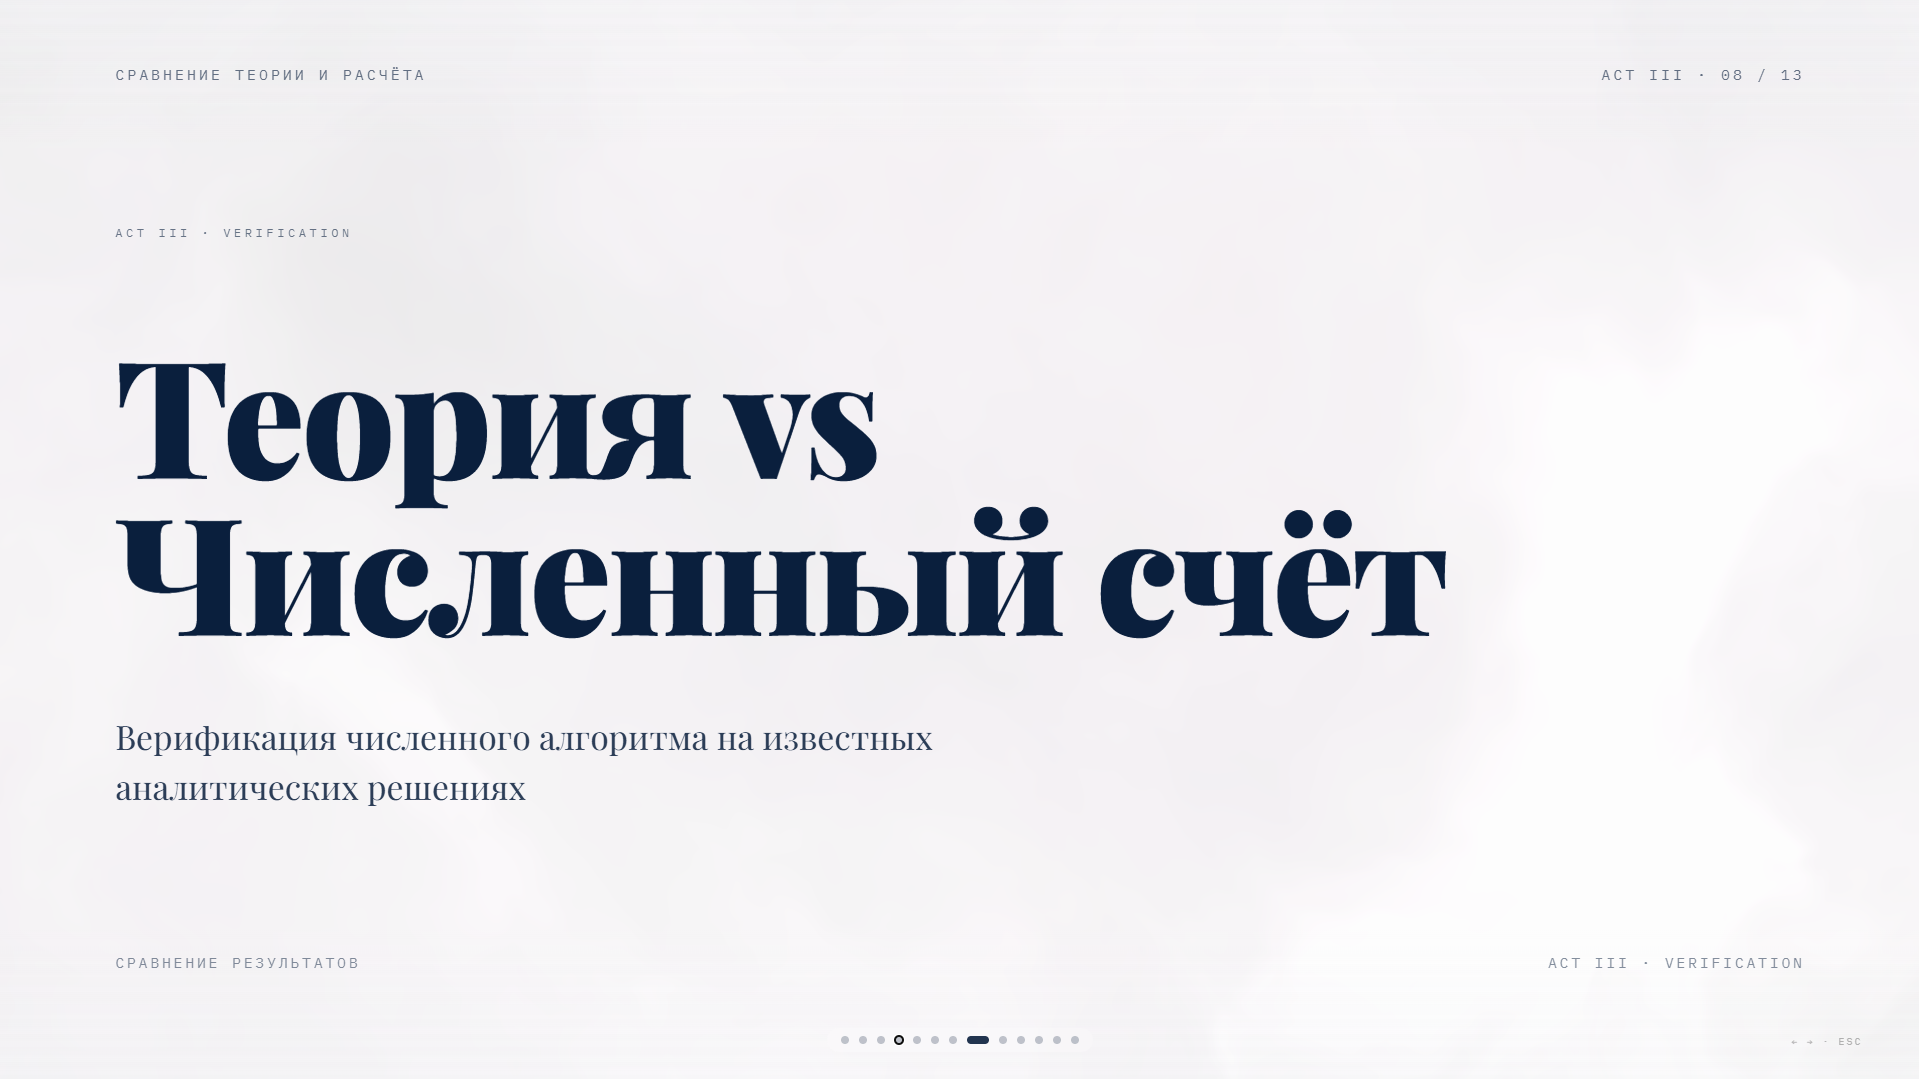 СРАВНЕНИЕ ТЕОРИИ И РАСЧЁТА
ACT III · 08 / 13
ACT III · VERIFICATION
Теория vs
Численный счёт
Верификация численного алгоритма на известных
аналитических решениях
СРАВНЕНИЕ РЕЗУЛЬТАТОВ
ACT III · VERIFICATION
← → · ESC